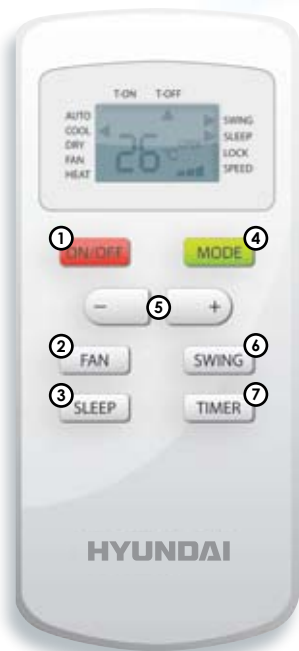 T-ON T-OFF
AUTO
COOL
DRY
FAN
HEAT
26 °C
SWING
SLEEP
LOCK
SPEED
1 ON/OFF
4 MODE
− 5 +
2 FAN
6 SWING
3 SLEEP
7 TIMER
HYUNDAI